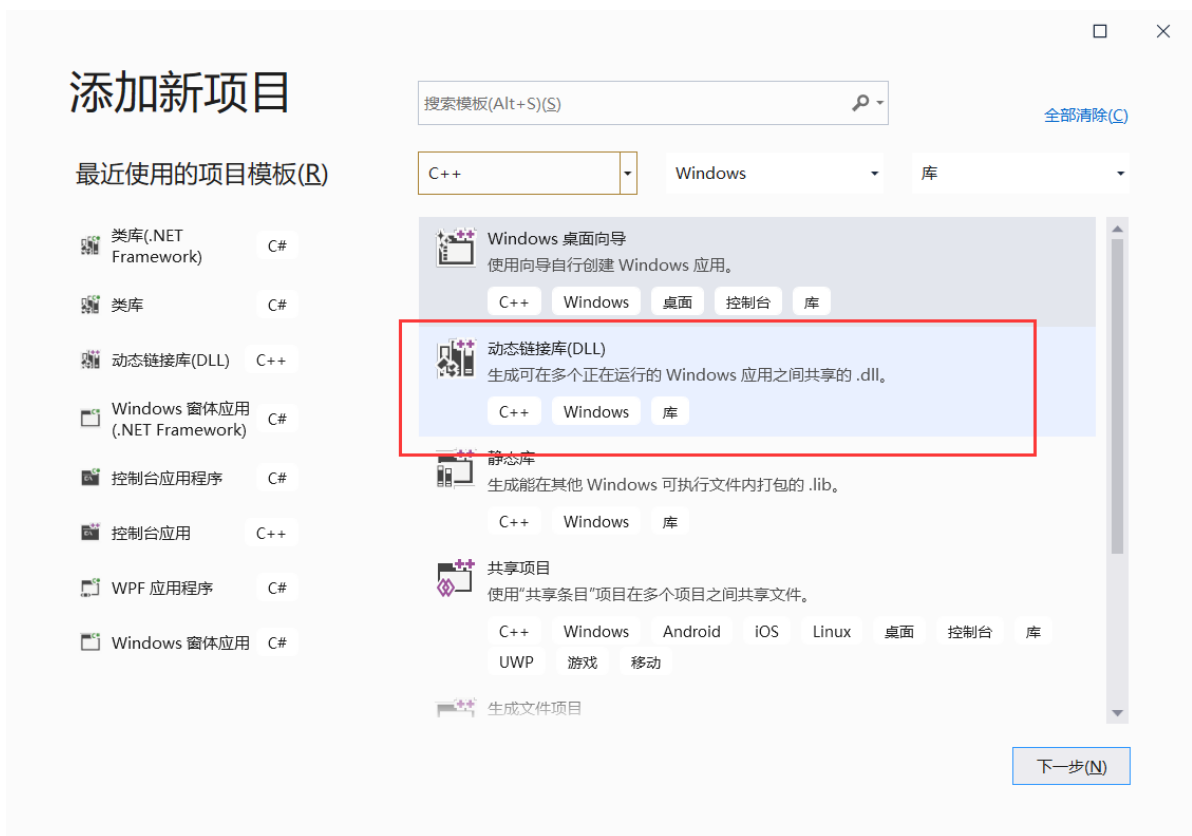 添加新项目
搜索模板(Alt+S)(S)
全部清除(C)
最近使用的项目模板(R)
C++
Windows
库
类库(.NET
Framework)
C#
类库
C#
动态链接库(DLL)
C++
Windows 窗体应用
(.NET Framework)
C#
控制台应用程序
C#
控制台应用
C++
WPF 应用程序
C#
Windows 窗体应用
C#
Windows 桌面向导
使用向导自行创建 Windows 应用。
C++ Windows 桌面 控制台 库
动态链接库(DLL)
生成可在多个正在运行的 Windows 应用之间共享的 .dll。
C++ Windows 库
静态库
生成能在其他 Windows 可执行文件内打包的 .lib。
C++ Windows 库
共享项目
使用“共享条目”项目在多个项目之间共享文件。
C++ Windows Android iOS Linux 桌面 控制台 库
UWP 游戏 移动
生成文件项目
下一步(N)